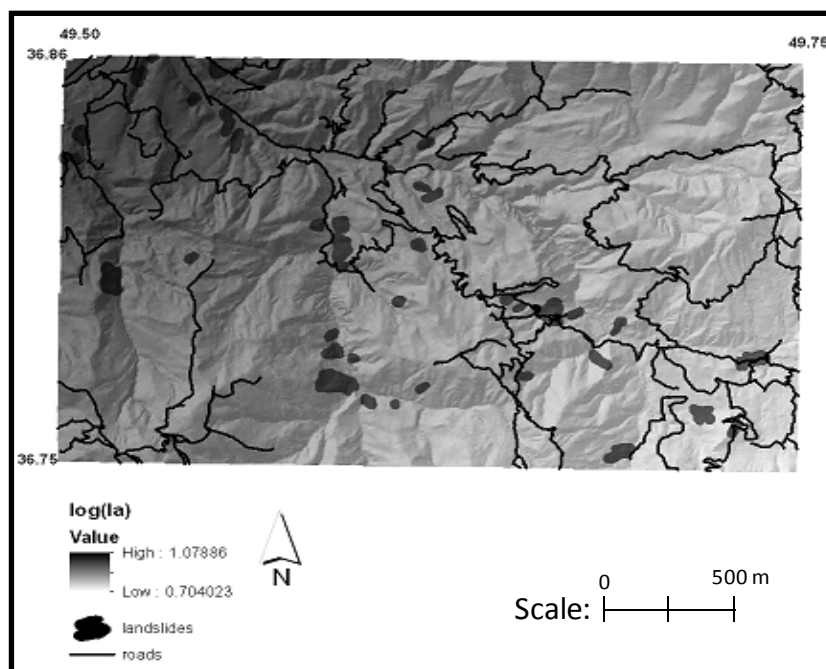 49.50
36.86
49.75
36.75
log(Ia)
Value
High : 1.07886
Low : 0.704023
landslides
roads
N
Scale:
0
500 m